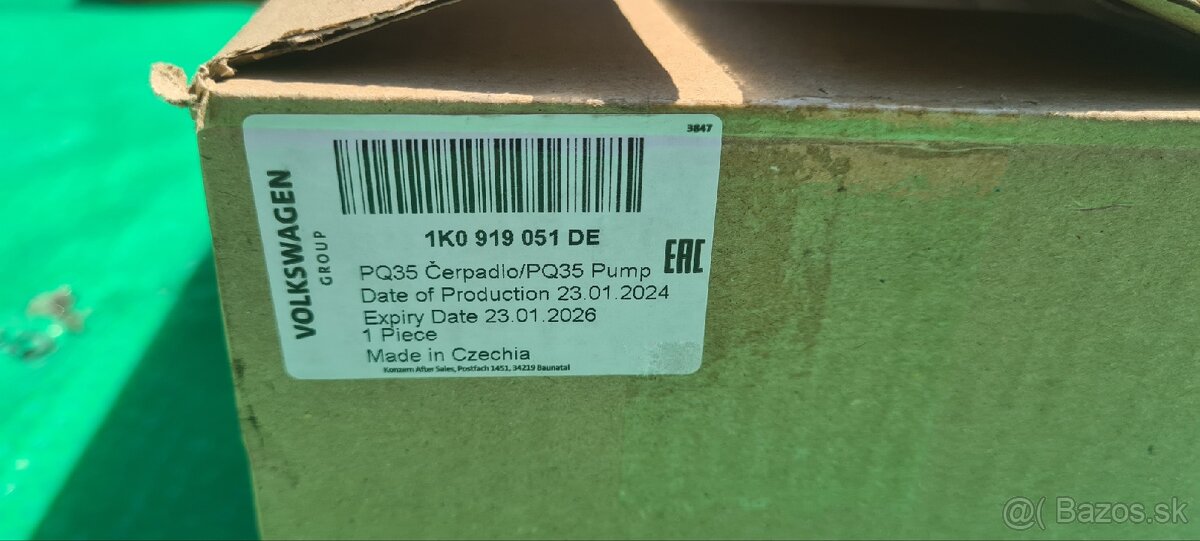 3847
VOLKSWAGEN
GROUP
1K0 919 051 DE
EAC
PQ35 Čerpadlo/PQ35 Pump
Date of Production 23.01.2024
Expiry Date 23.01.2026
1 Piece
Made in Czechia
Konzern After Sales, Postfach 1451, 34219 Baunatal
@( Bazos.sk